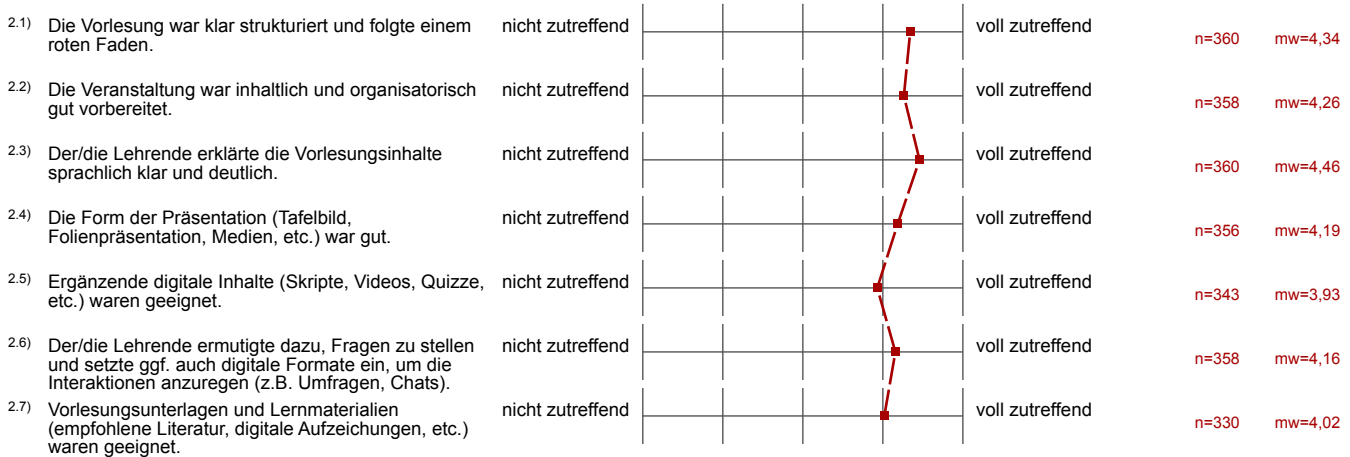 2.1) Die Vorlesung war klar strukturiert und folgte einem nicht zutreffend voll zutreffend
roten Faden. n=360 mw=4,34
2.2) Die Veranstaltung war inhaltlich und organisatorisch nicht zutreffend voll zutreffend
gut vorbereitet. n=358 mw=4,26
2.3) Der/die Lehrende erklärte die Vorlesungsinhalte nicht zutreffend voll zutreffend
sprachlich klar und deutlich. n=360 mw=4,46
2.4) Die Form der Präsentation (Tafelbild, nicht zutreffend voll zutreffend
Folienpräsentation, Medien, etc.) war gut. n=356 mw=4,19
2.5) Ergänzende digitale Inhalte (Skripte, Videos, Quizze, nicht zutreffend voll zutreffend
etc.) waren geeignet. n=343 mw=3,93
2.6) Der/die Lehrende ermutigte dazu, Fragen zu stellen nicht zutreffend voll zutreffend
und setzte ggf. auch digitale Formate ein, um die n=358 mw=4,16
Interaktionen anzuregen (z.B. Umfragen, Chats).
2.7) Vorlesungsunterlagen und Lernmaterialien nicht zutreffend voll zutreffend
(empfohlene Literatur, digitale Aufzeichungen, etc.) n=330 mw=4,02
waren geeignet.